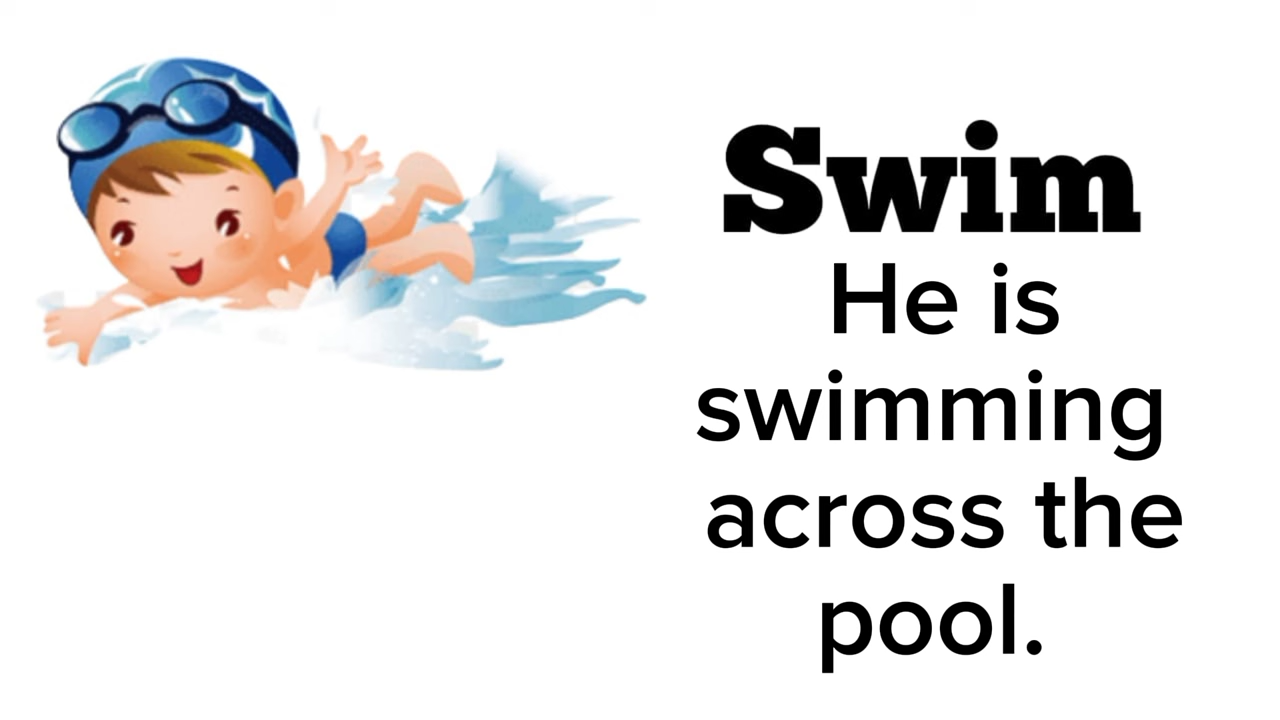 Swim
He is
swimming
across the
pool.